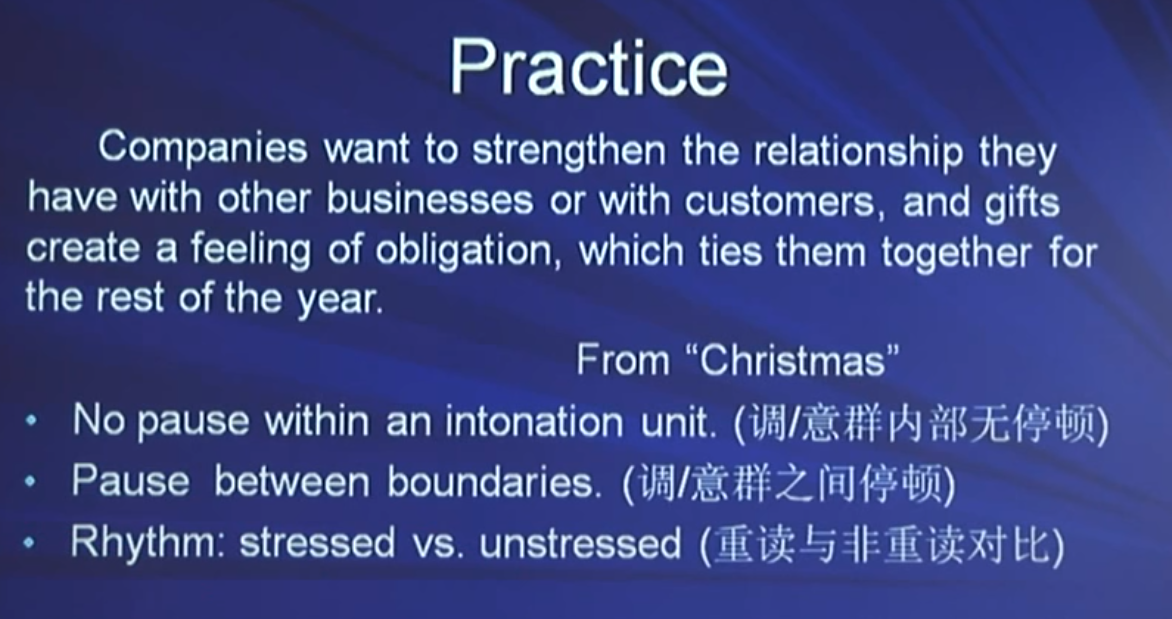 Practice
Companies want to strengthen the relationship they
have with other businesses or with customers, and gifts
create a feeling of obligation, which ties them together for
the rest of the year.
From “Christmas”
• No pause within an intonation unit. (调/意群内部无停顿)
• Pause between boundaries. (调/意群之间停顿)
• Rhythm: stressed vs. unstressed (重读与非重读对比)